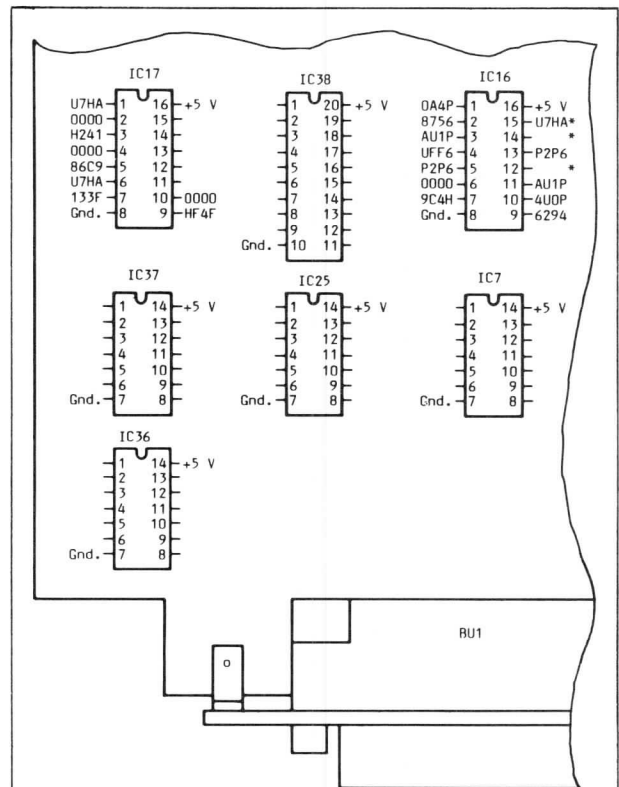 IC17
U7HA 1 16 +5 V
0000 2 15
H241 3 14
0000 4 13
86C9 5 12
U7HA 6 11
133F 7 10 0000
Gnd. 8 9 HF4F
IC38
1 20 +5 V
2 19
3 18
4 17
5 16
6 15
7 14
8 13
9 12
Gnd. 10 11
IC16
0A4P 1 16 +5 V
8756 2 15 U7HA*
AU1P 3 14 *
UFF6 4 13 P2P6
P2P6 5 12 *
0000 6 11 AU1P
9C4H 7 10 4U0P
Gnd. 8 9 6294
IC37
1 14 +5 V
2 13
3 12
4 11
5 10
6 9
Gnd. 7 8
IC25
1 14 +5 V
2 13
3 12
4 11
5 10
6 9
Gnd. 7 8
IC7
1 14 +5 V
2 13
3 12
4 11
5 10
6 9
Gnd. 7 8
IC36
1 14 +5 V
2 13
3 12
4 11
5 10
6 9
Gnd. 7 8
BU1